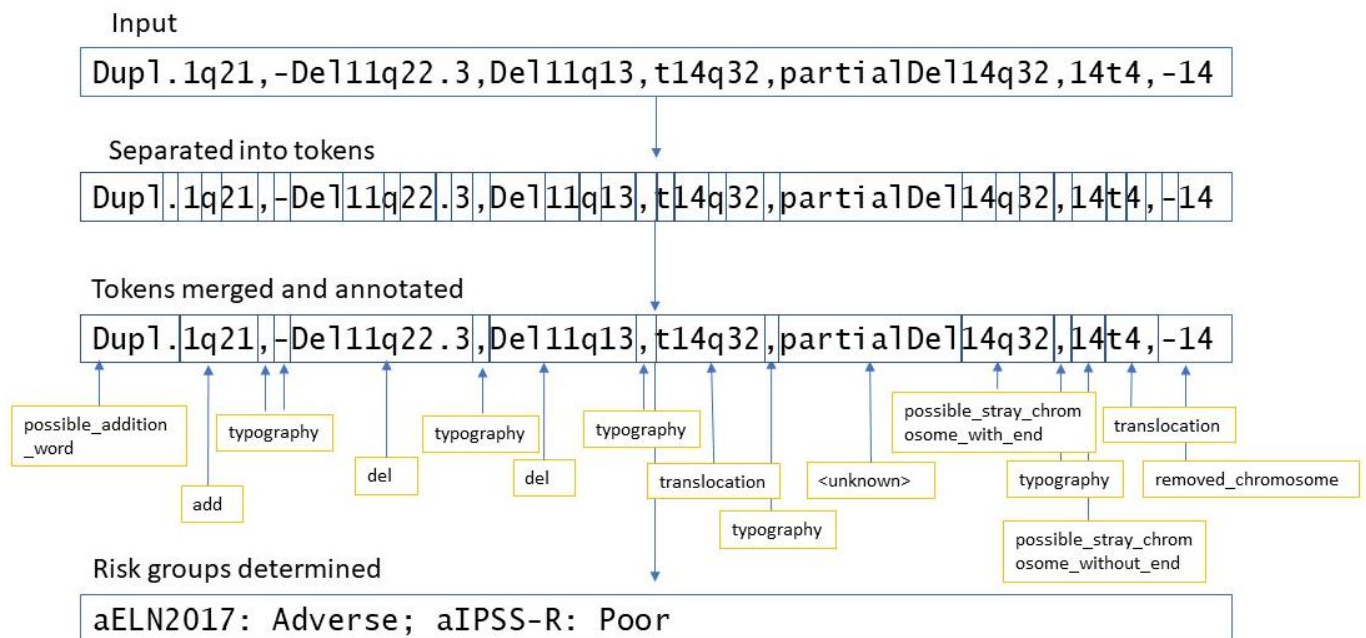 Input
Dupl.1q21,-Del11q22.3,Del11q13,t14q32,partialDel14q32,14t4,-14
Separated into tokens
Dupl.1q21,-Del11q22.3,Del11q13,t14q32,partialDel14q32,14t4,-14
Tokens merged and annotated
Dupl.1q21,-Del11q22.3,Del11q13,t14q32,partialDel14q32,14t4,-14
possible_addition
_word
add
typography
del
typography
del
typography
translocation
typography
<unknown>
possible_stray_chrom
osome_with_end
typography
possible_stray_chrom
osome_without_end
translocation
removed_chromosome
Risk groups determined
aELN2017: Adverse; aIPSS-R: Poor